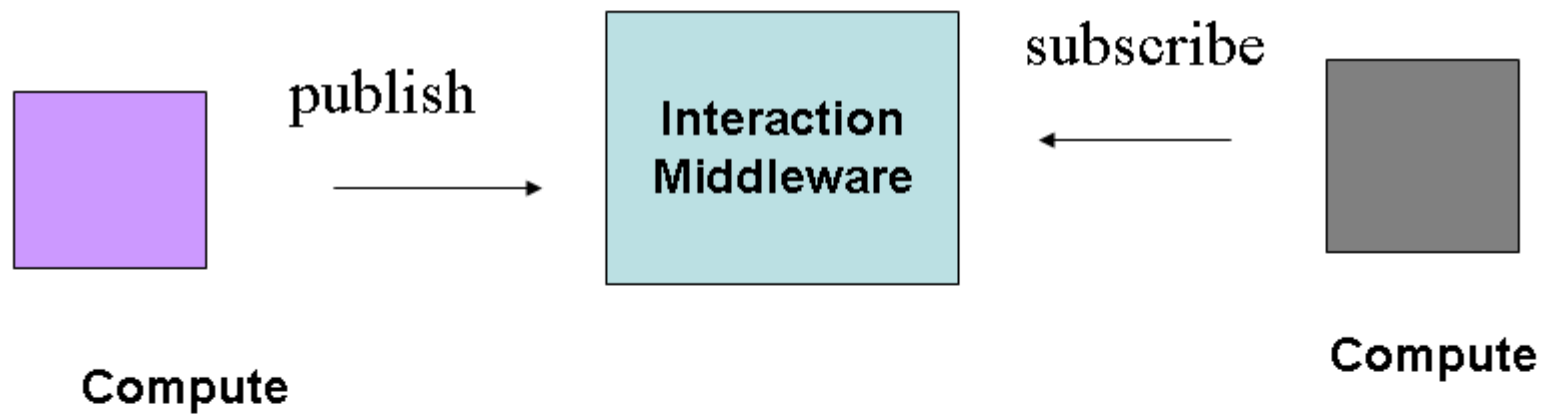 publish
Interaction
Middleware
subscribe
Compute
Compute